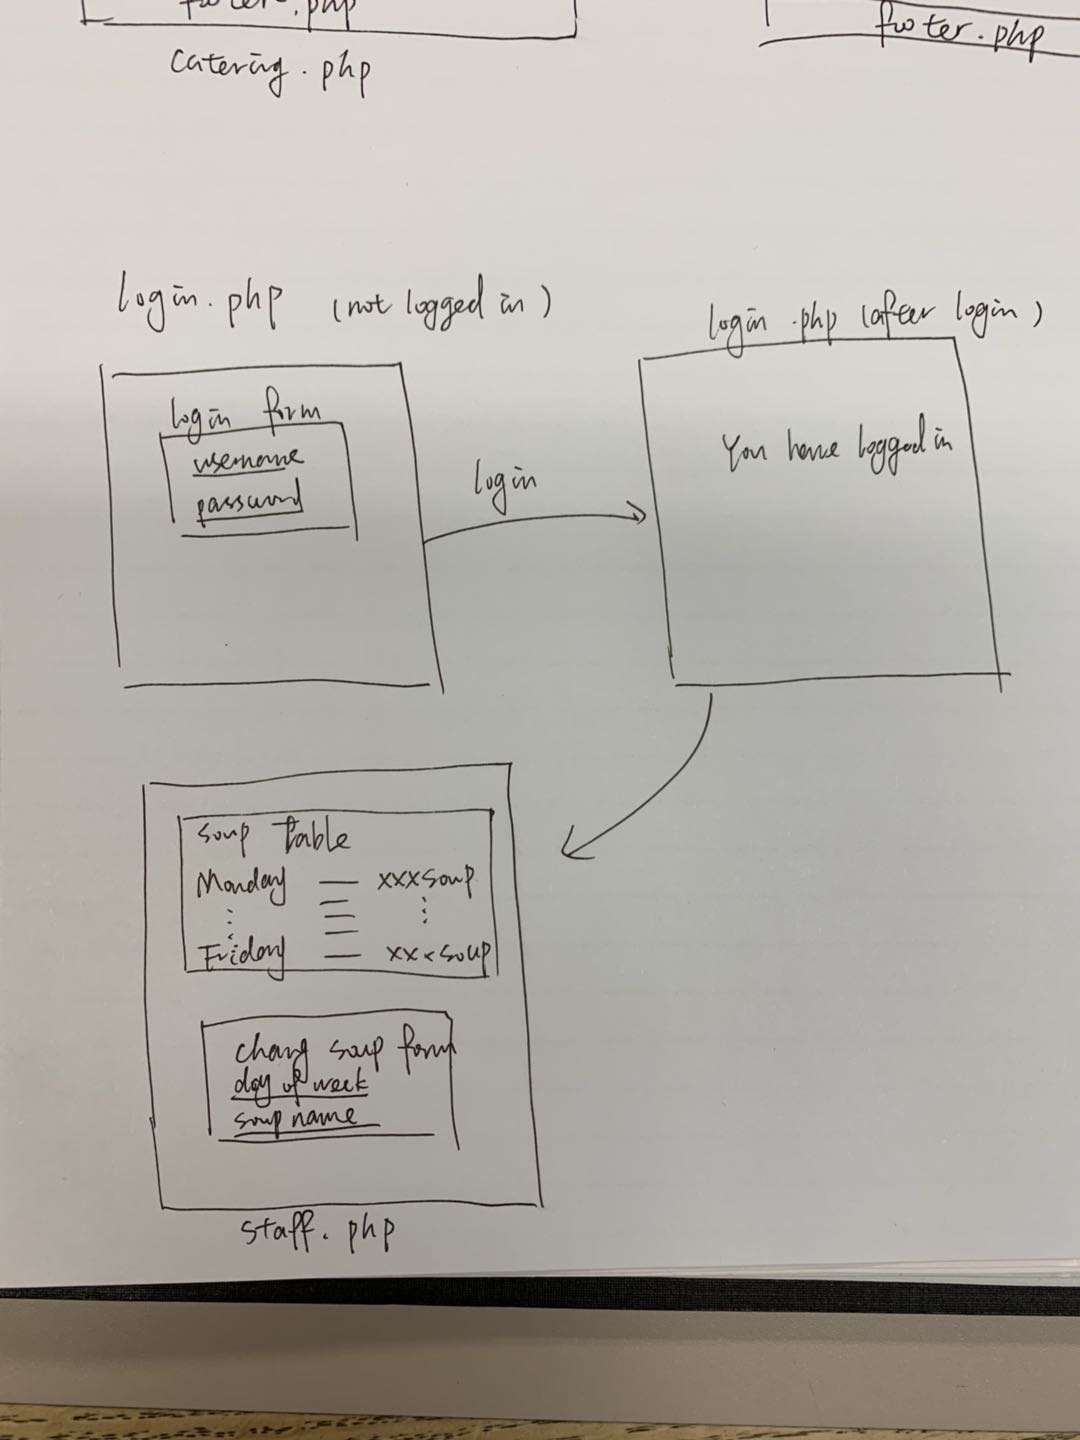 footer.php
footer.php
catering.php
login.php (not logged in)
login.php (after login)
login form
username
password
login
You have logged in
soup table
Monday — xxxsoup
Friday — xxxsoup
chang soup form
day of week
soup name
staff.php